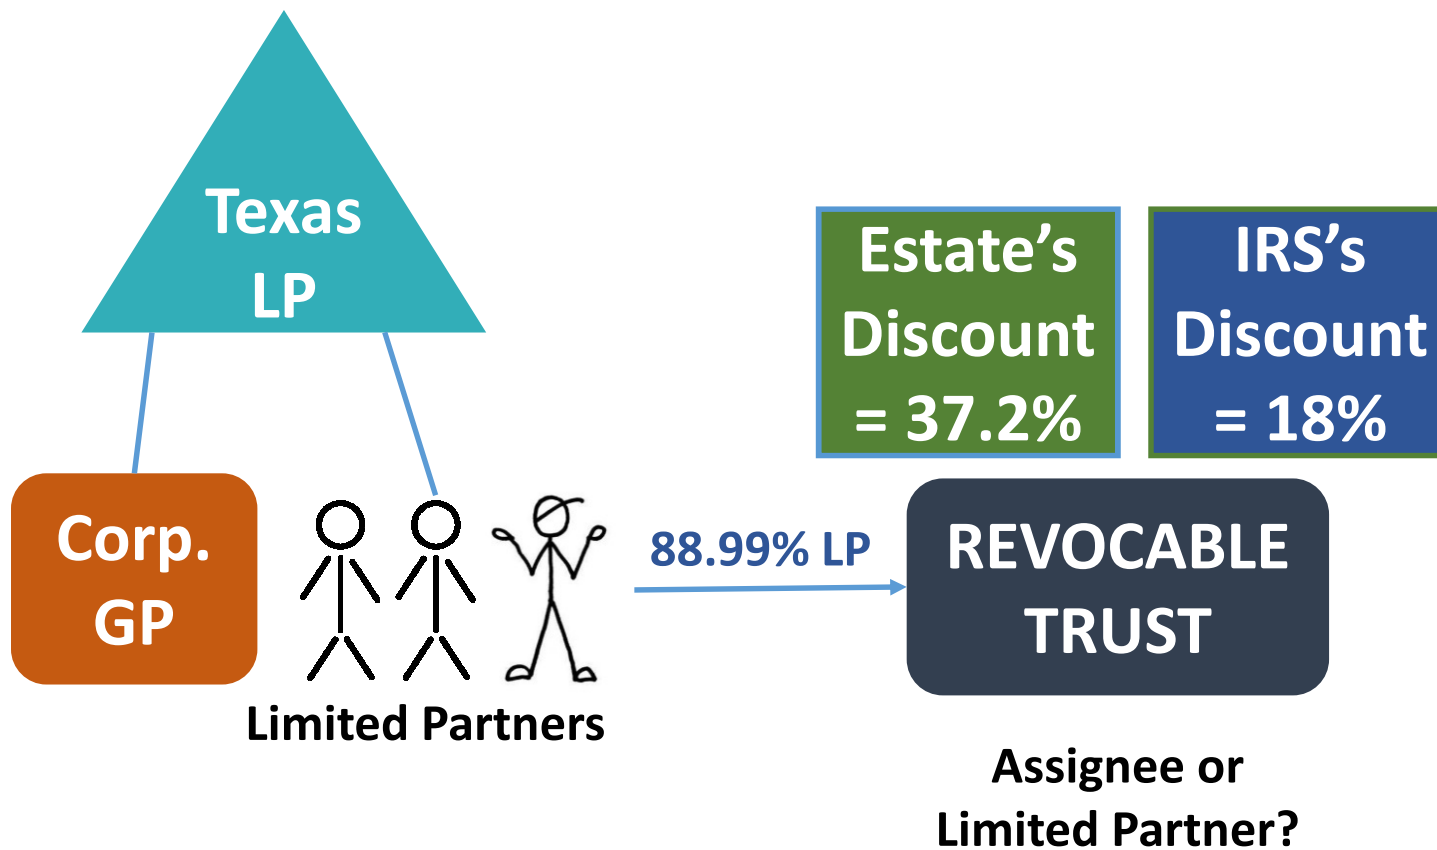 Texas
LP
Corp.
GP
Limited Partners
88.99% LP
Estate’s
Discount
= 37.2%
IRS’s
Discount
= 18%
REVOCABLE
TRUST
Assignee or
Limited Partner?